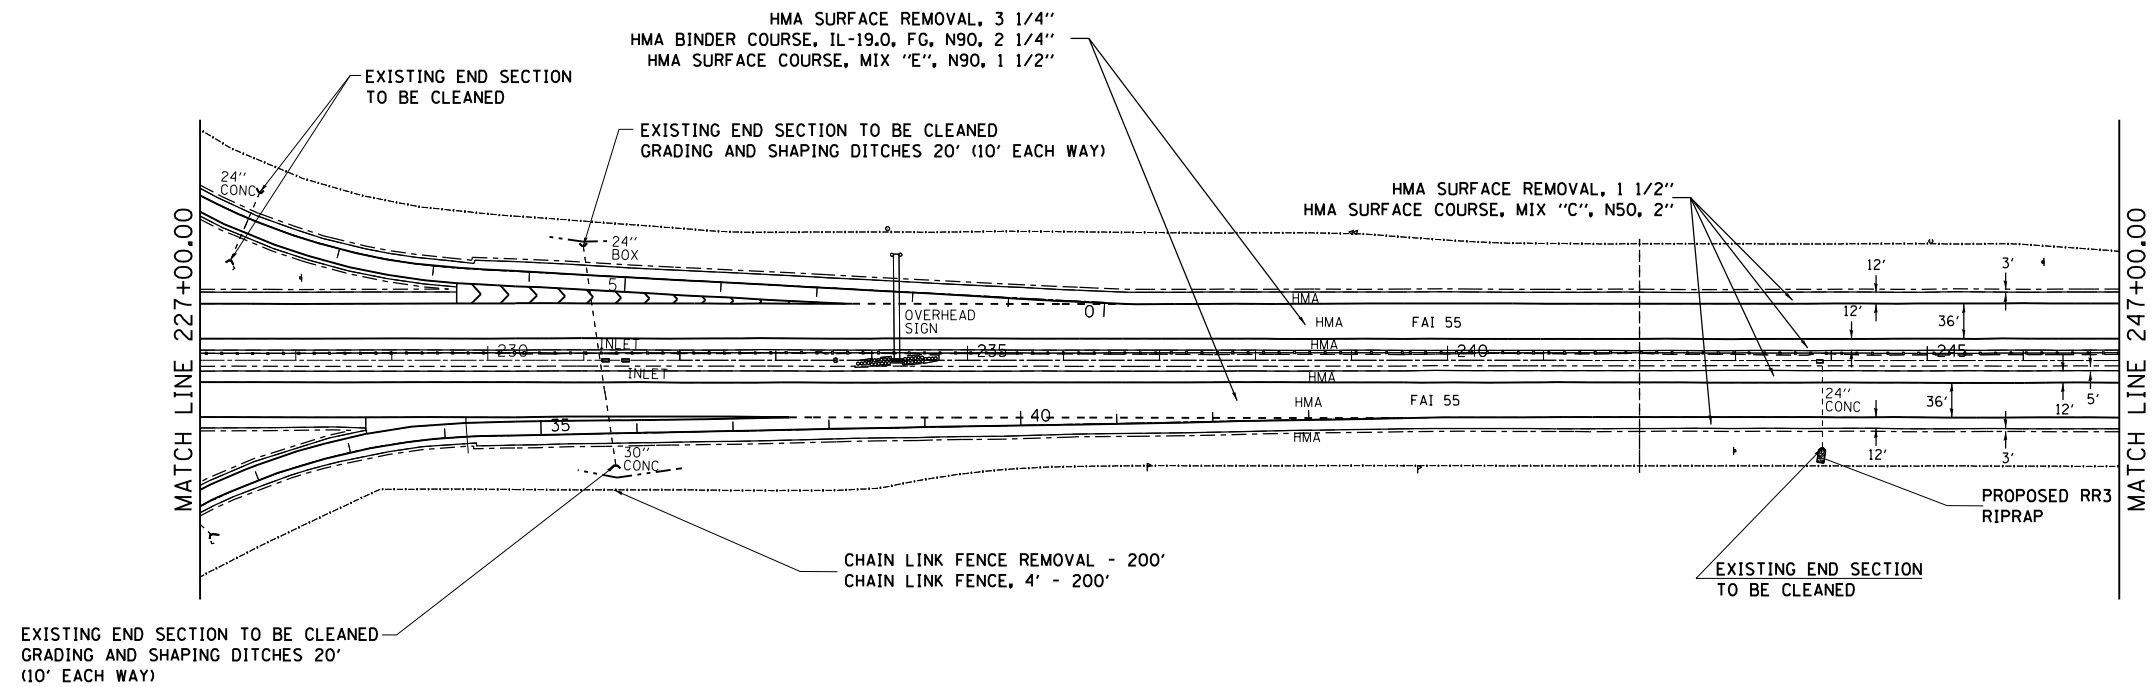 HMA SURFACE REMOVAL, 3 1/4"
HMA BINDER COURSE, IL-19.0, FG, N90, 2 1/4"
HMA SURFACE COURSE, MIX "E", N90, 1 1/2"
EXISTING END SECTION
TO BE CLEANED
EXISTING END SECTION TO BE CLEANED
GRADING AND SHAPING DITCHES 20' (10' EACH WAY)
HMA SURFACE REMOVAL, 1 1/2"
HMA SURFACE COURSE, MIX "C", N50, 2"
24"
CONC
24"
BOX
MATCH LINE 227+00.00
MATCH LINE 247+00.00
12'
3'
5
HMA
0
OVERHEAD
SIGN
HMA
FAI 55
12'
36'
INLET
HMA
230
235
240
245
INLET
HMA
HMA
FAI 55
24"
CONC
36'
12'
5'
35
40
HMA
30"
CONC
12'
3'
PROPOSED RR3
RIPRAP
CHAIN LINK FENCE REMOVAL - 200'
CHAIN LINK FENCE, 4' - 200'
EXISTING END SECTION
TO BE CLEANED
EXISTING END SECTION TO BE CLEANED
GRADING AND SHAPING DITCHES 20'
(10' EACH WAY)